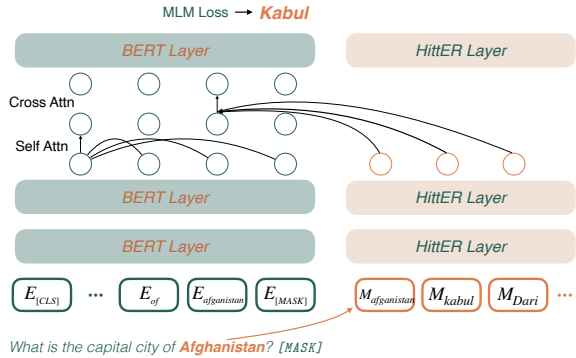 MLM Loss → Kabul
BERT Layer HittER Layer
Cross Attn
Self Attn
BERT Layer HittER Layer
BERT Layer HittER Layer
E[CLS] ... Eof Eafganistan E[MASK] Mafganistan Mkabul MDari
What is the capital city of Afghanistan? [MASK]